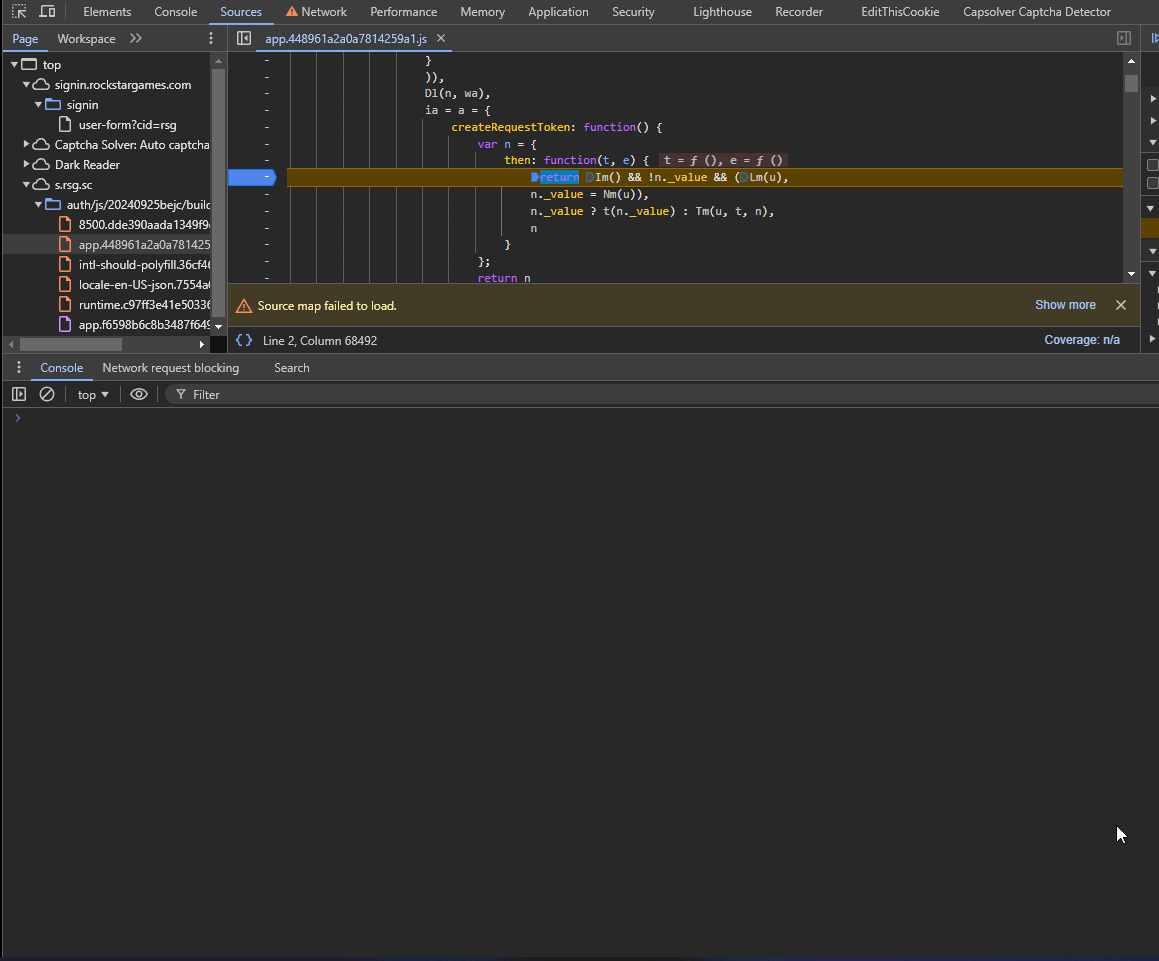 Elements Console Sources Network Performance Memory Application Security Lighthouse Recorder EditThisCookie Capsolver Captcha Detector
Page Workspace
app.448961a2a0a7814259a1.js
top
signin.rockstargames.com
signin
user-form?cid=rsg
Captcha Solver: Auto captcha
Dark Reader
s.rsg.sc
auth/js/20240925bejc/build
8500.dde390aada1349f9
app.448961a2a0a781425
intl-should-polyfill.36cf46
locale-en-US-json.7554a
runtime.c97ff3e41e50336
app.f6598b6c8b3487f649
- }
- )),
- Dl(n, wa),
- ia = a = {
- createRequestToken: function() {
- var n = {
- then: function(t, e) { t = ƒ (), e = ƒ ()
- return Im() && !n._value && (Lm(u),
- n._value = Nm(u)),
- n._value ? t(n._value) : Tm(u, t, n),
- n
- }
- };
- return n
Source map failed to load.
Show more
{} Line 2, Column 68492
Coverage: n/a
Console Network request blocking Search
top Filter